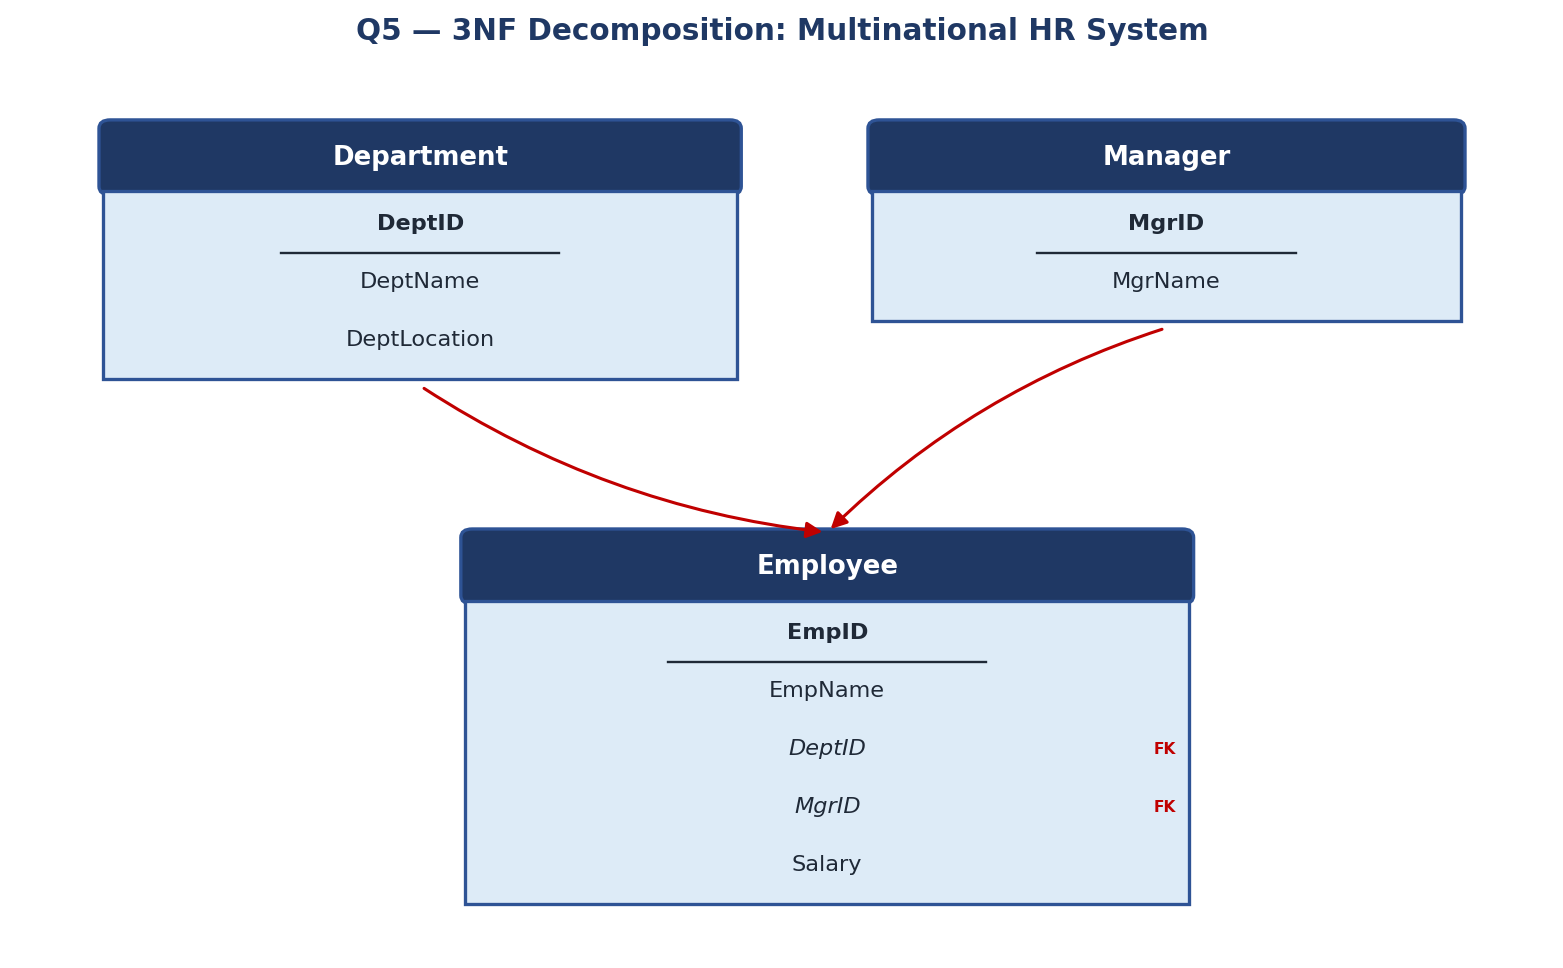 Q5 — 3NF Decomposition: Multinational HR System
Department
DeptID
DeptName
DeptLocation
Manager
MgrID
MgrName
Employee
EmpID
EmpName
DeptID FK
MgrID FK
Salary